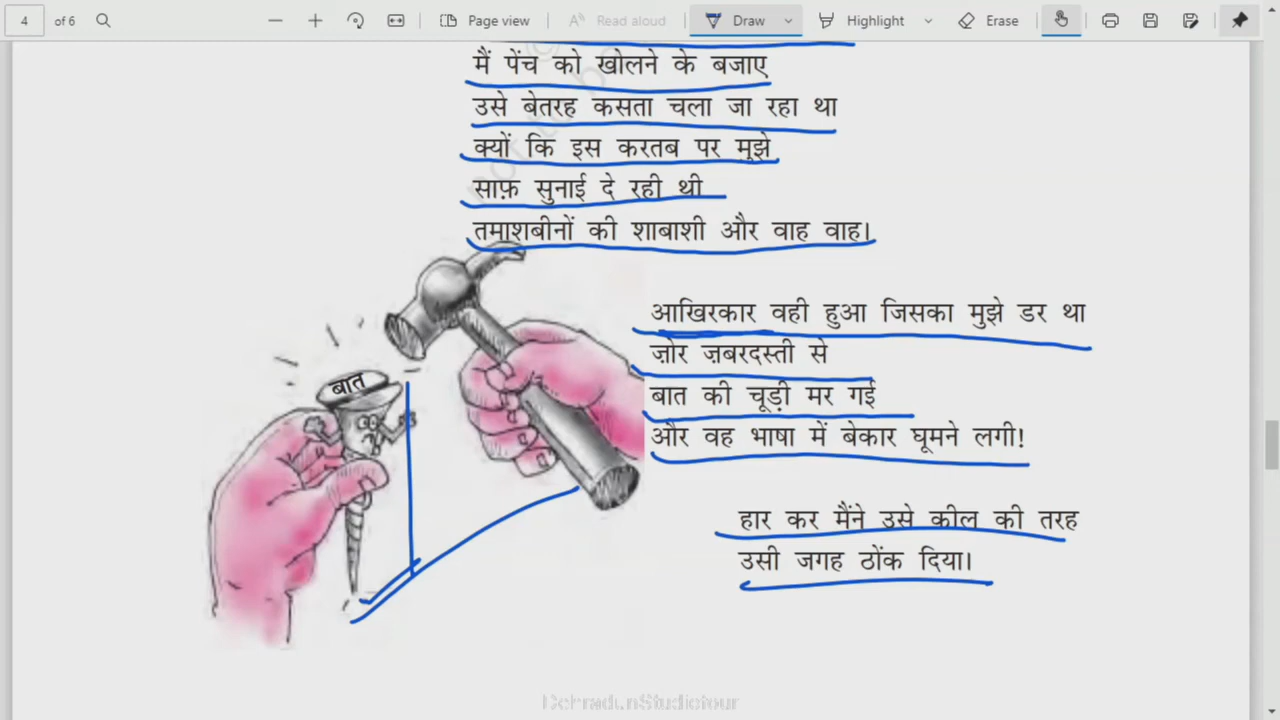 4 of 6 Page view Read aloud Draw Highlight Erase
मैं पेंच को खोलने के बजाए
उसे बेतरह कसता चला जा रहा था
क्यों कि इस करतब पर मुझे
साफ़ सुनाई दे रही थी
तमाशबीनों की शाबाशी और वाह वाह।
आखिरकार वही हुआ जिसका मुझे डर था
ज़ोर ज़बरदस्ती से
बात की चूड़ी मर गई
और वह भाषा में बेकार घूमने लगी!
बात
हार कर मैंने उसे कील की तरह
उसी जगह ठोंक दिया।
DehradunStudietour